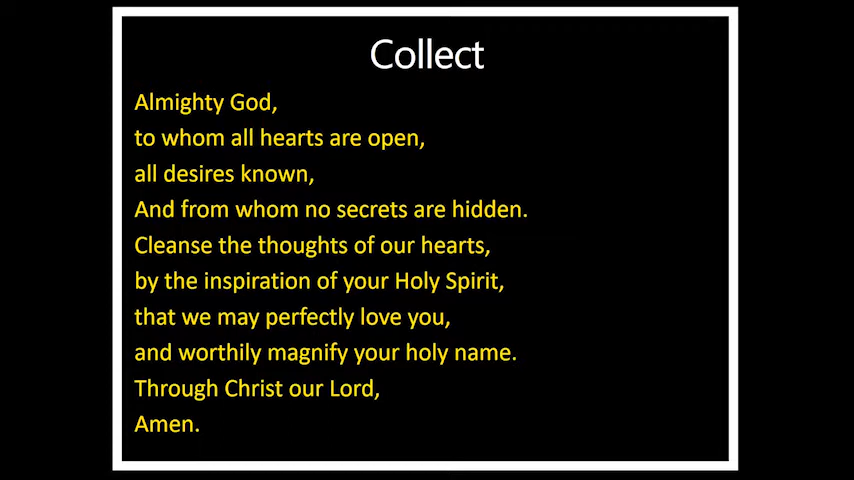 Collect
Almighty God,
to whom all hearts are open,
all desires known,
And from whom no secrets are hidden.
Cleanse the thoughts of our hearts,
by the inspiration of your Holy Spirit,
that we may perfectly love you,
and worthily magnify your holy name.
Through Christ our Lord,
Amen.